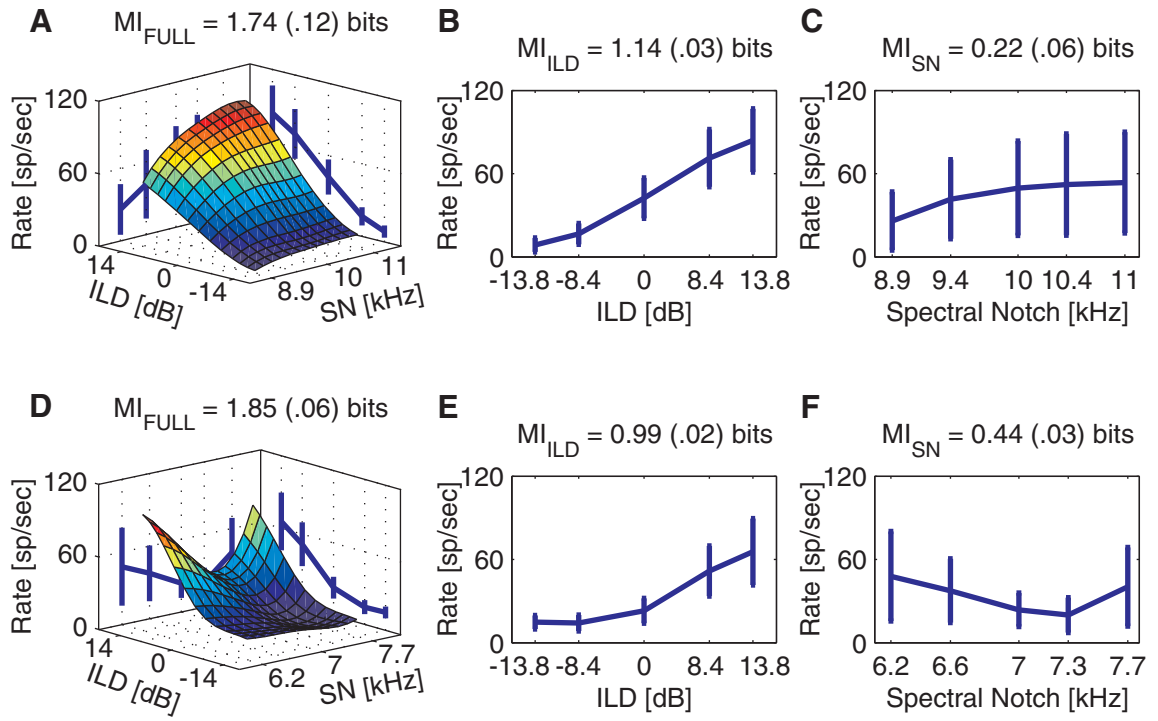 A
MI_FULL = 1.74 (.12) bits
Rate [sp/sec]
120
60
0
14
0
-14
ILD [dB]
8.9
10
11
SN [kHz]
B
MI_ILD = 1.14 (.03) bits
Rate [sp/sec]
120
60
0
-13.8 -8.4 0 8.4 13.8
ILD [dB]
C
MI_SN = 0.22 (.06) bits
Rate [sp/sec]
120
60
0
8.9 9.4 10 10.4 11
Spectral Notch [kHz]
D
MI_FULL = 1.85 (.06) bits
Rate [sp/sec]
120
60
0
14
0
-14
ILD [dB]
6.2
7
7.7
SN [kHz]
E
MI_ILD = 0.99 (.02) bits
Rate [sp/sec]
120
60
0
-13.8 -8.4 0 8.4 13.8
ILD [dB]
F
MI_SN = 0.44 (.03) bits
Rate [sp/sec]
120
60
0
6.2 6.6 7 7.3 7.7
Spectral Notch [kHz]